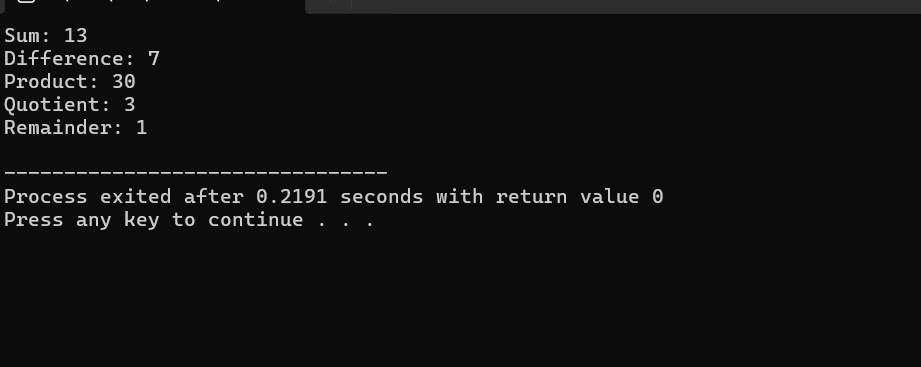 Sum: 13
Difference: 7
Product: 30
Quotient: 3
Remainder: 1
--------------------------------
Process exited after 0.2191 seconds with return value 0
Press any key to continue . . .